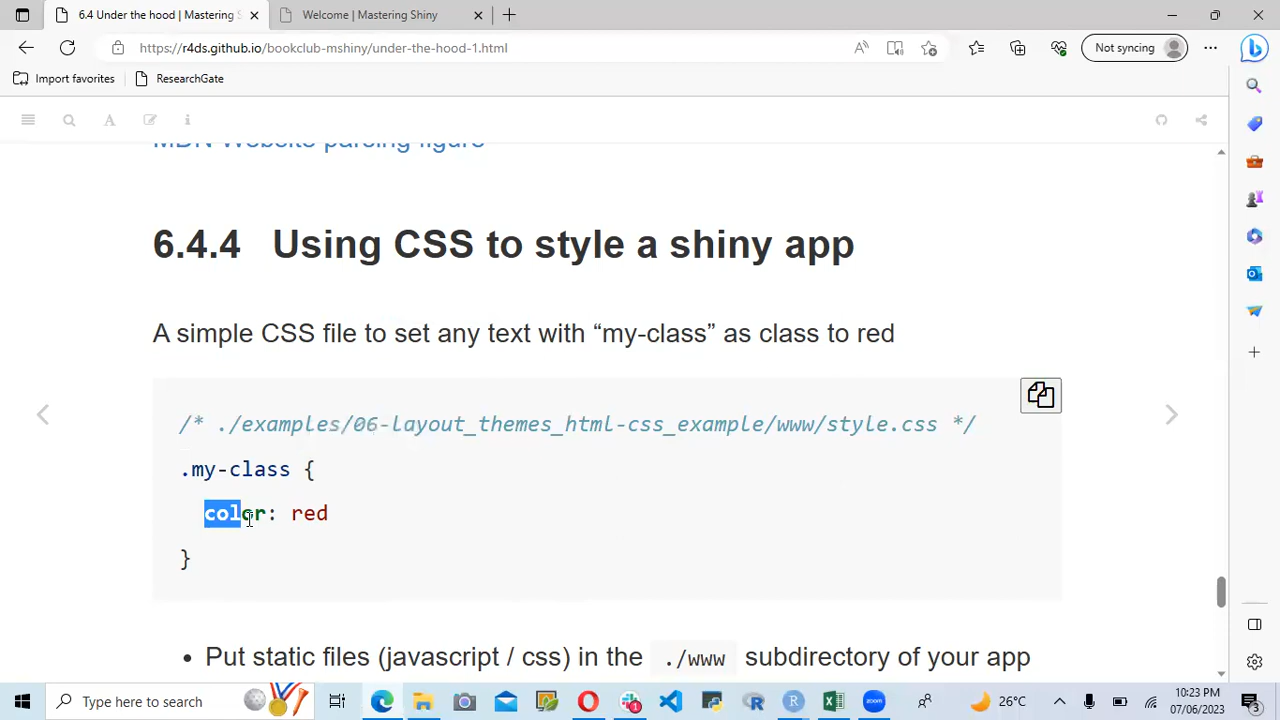 6.4 Under the hood | Mastering S
Welcome | Mastering Shiny
https://r4ds.github.io/bookclub-mshiny/under-the-hood-1.html
Not syncing
Import favorites
ResearchGate
MDN Website parsing figure
6.4.4 Using CSS to style a shiny app
A simple CSS file to set any text with “my-class” as class to red
/* ./examples/06-layout_themes_html-css_example/www/style.css */
.my-class {
color: red
}
• Put static files (javascript / css) in the ./www subdirectory of your app
Type here to search
26°C
10:23 PM
07/06/2023